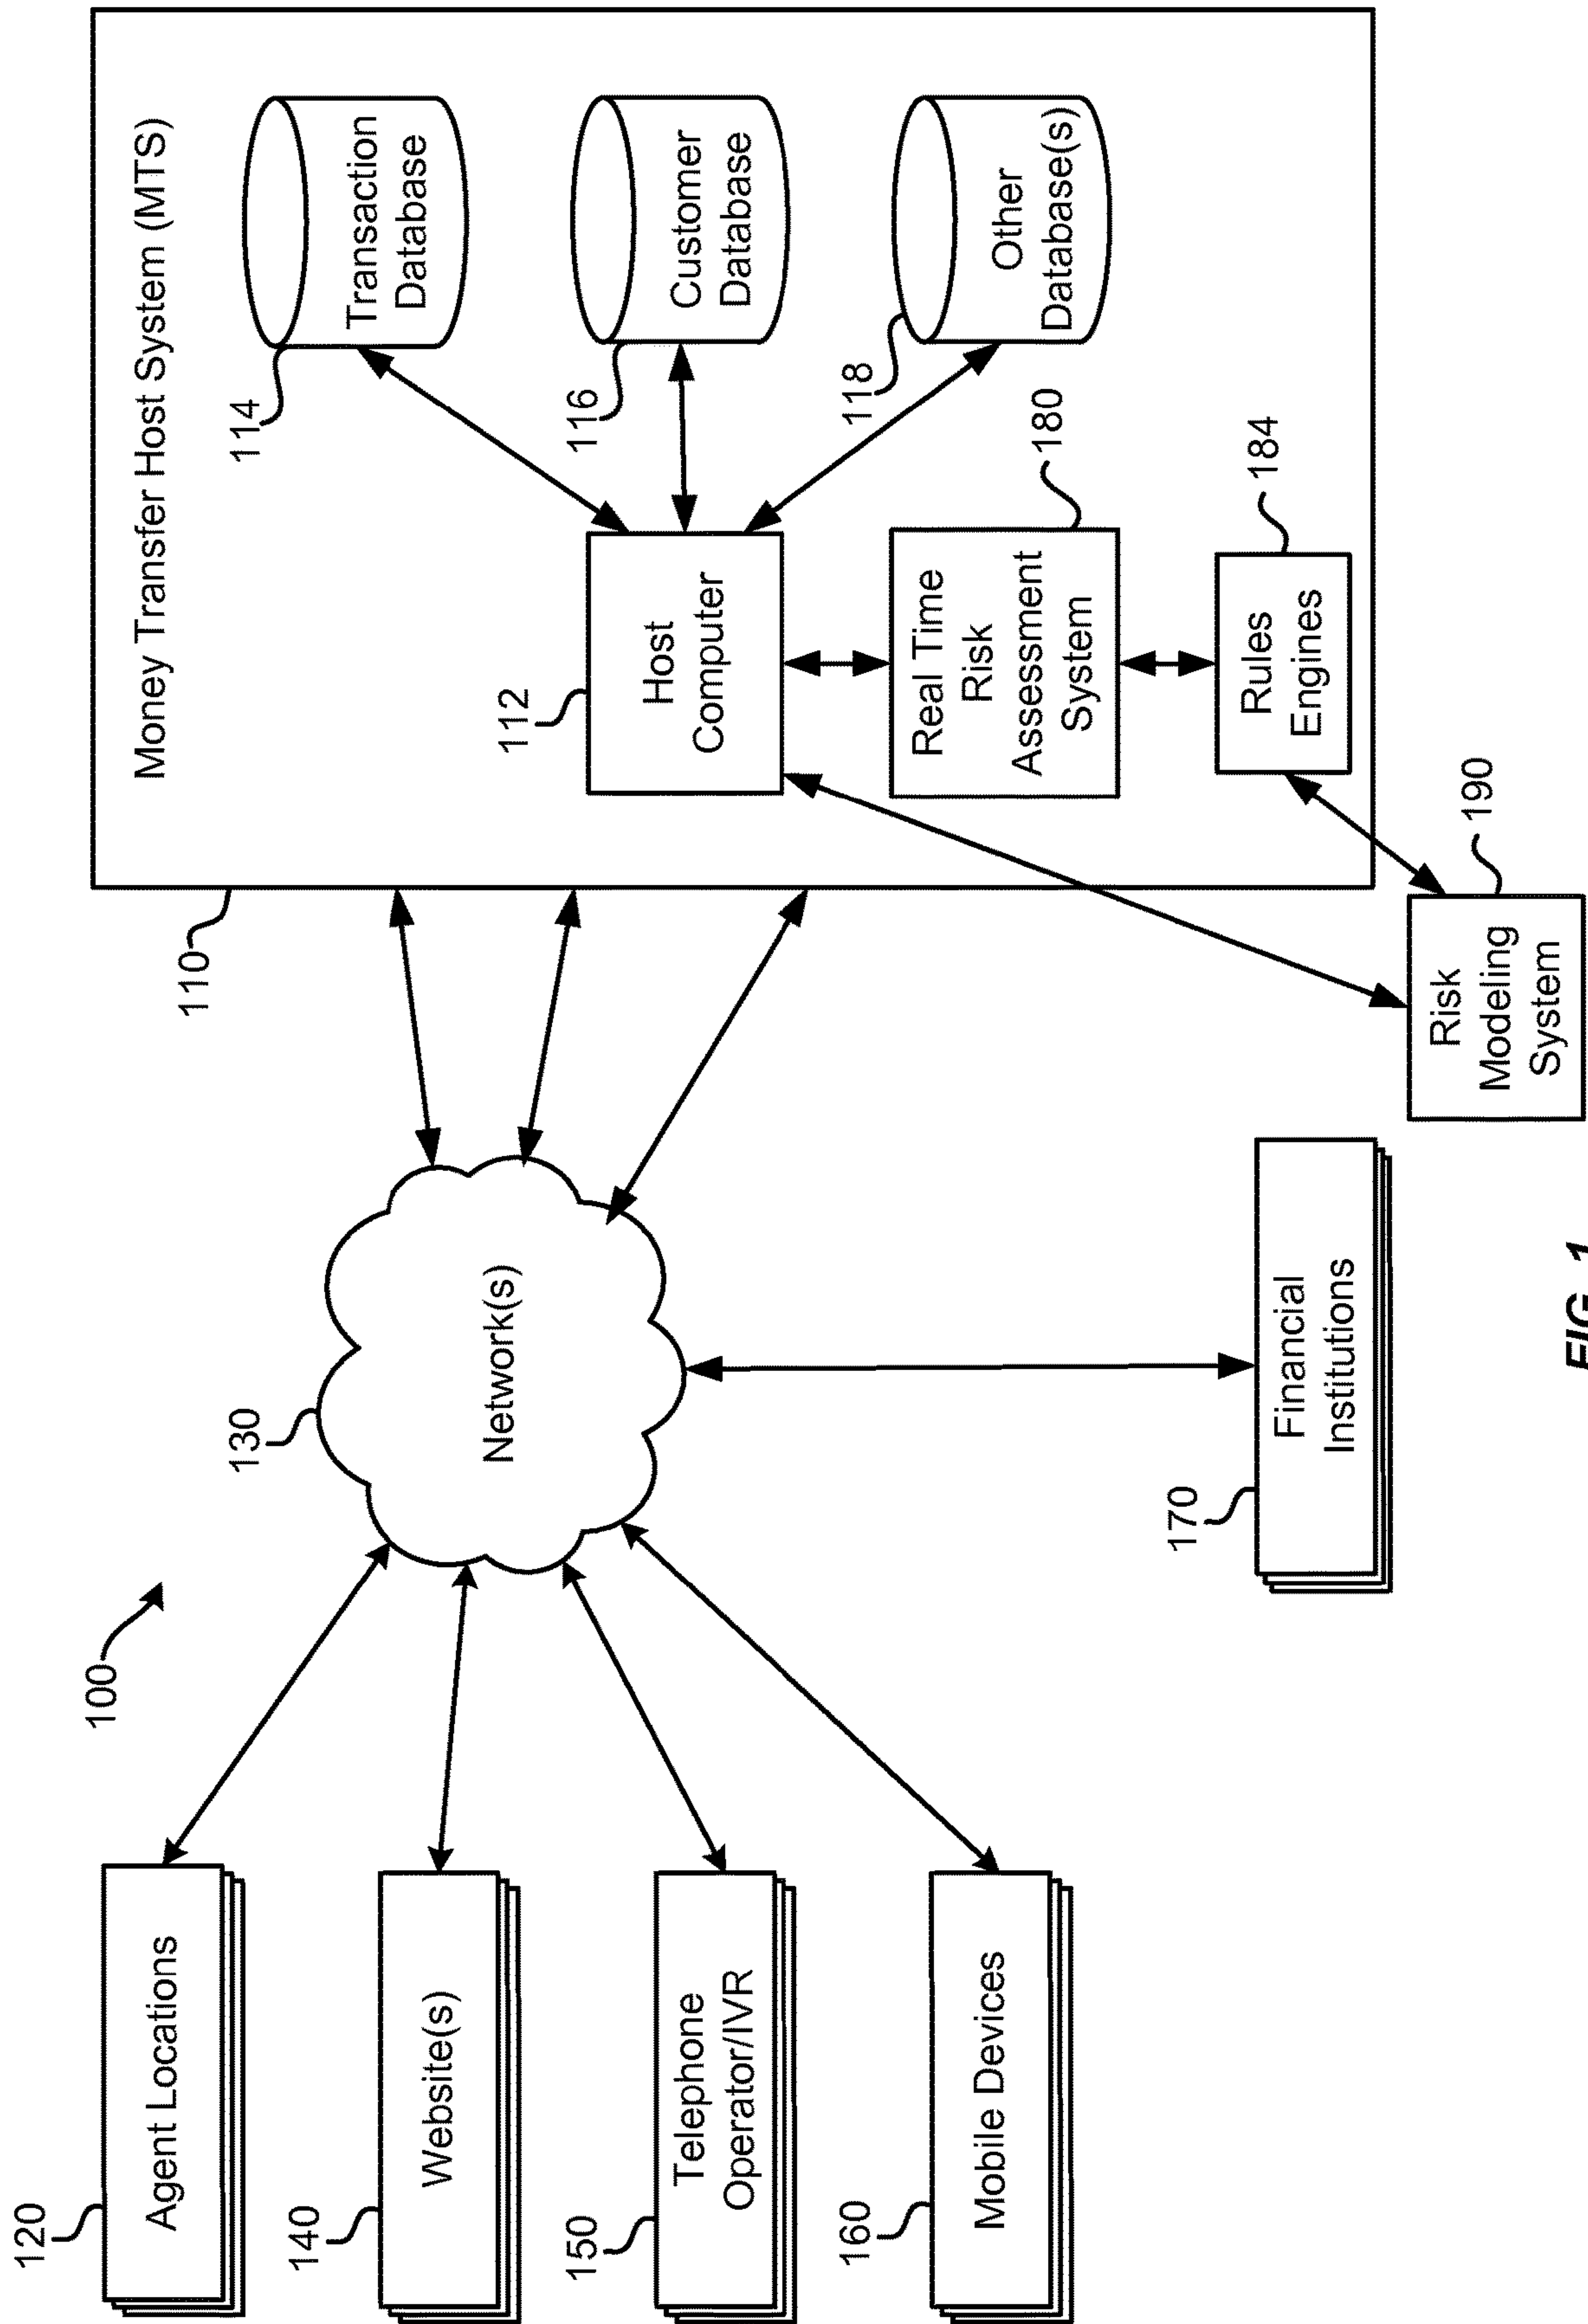 100
Money Transfer Host System (MTS)
110
114
Transaction
Database
116
Customer
Database
118
Other
Database(s)
112
Host
Computer
180
Real Time
Risk
Assessment
System
184
Rules
Engines
190
Risk
Modeling
System
130
Network(s)
120
Agent Locations
140
Website(s)
150
Telephone
Operator/IVR
160
Mobile Devices
170
Financial
Institutions
FIG. 1